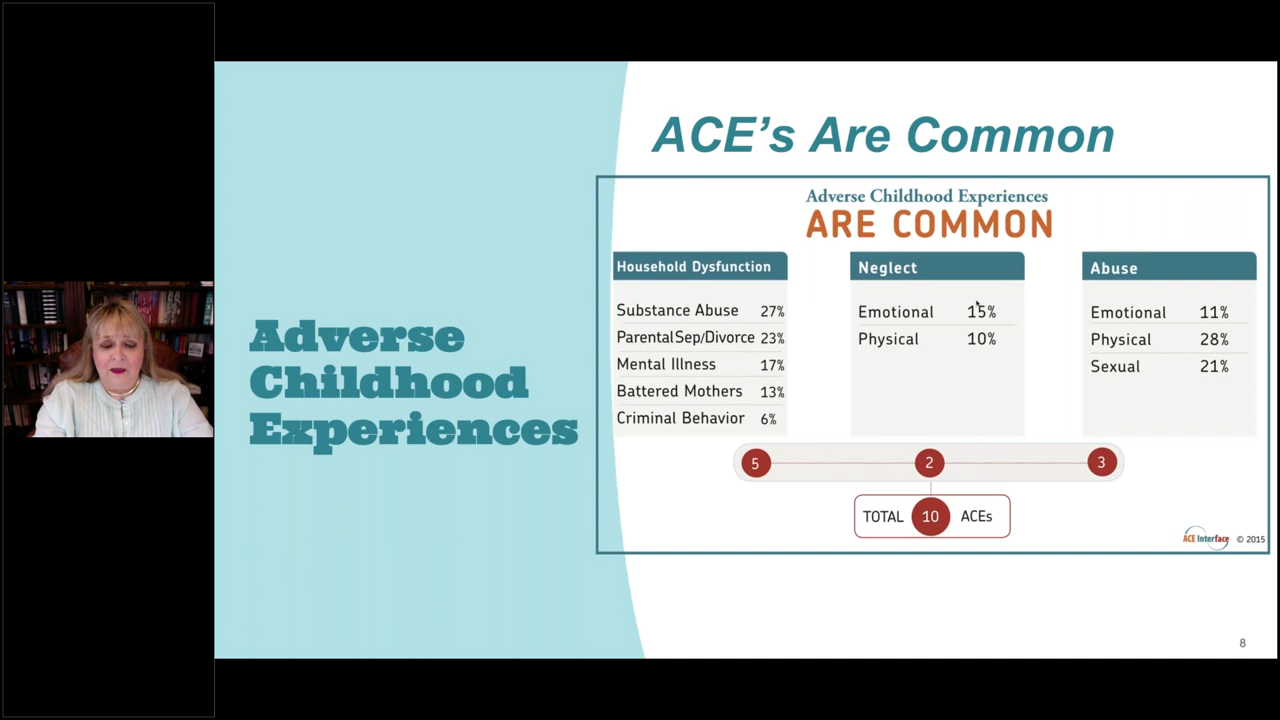 ACE’s Are Common
Adverse
Childhood
Experiences
Adverse Childhood Experiences
ARE COMMON
Household Dysfunction
Substance Abuse 27%
ParentalSep/Divorce 23%
Mental Illness 17%
Battered Mothers 13%
Criminal Behavior 6%
Neglect
Emotional 15%
Physical 10%
Abuse
Emotional 11%
Physical 28%
Sexual 21%
5 2 3
TOTAL 10 ACEs
ACE Interface © 2015
8